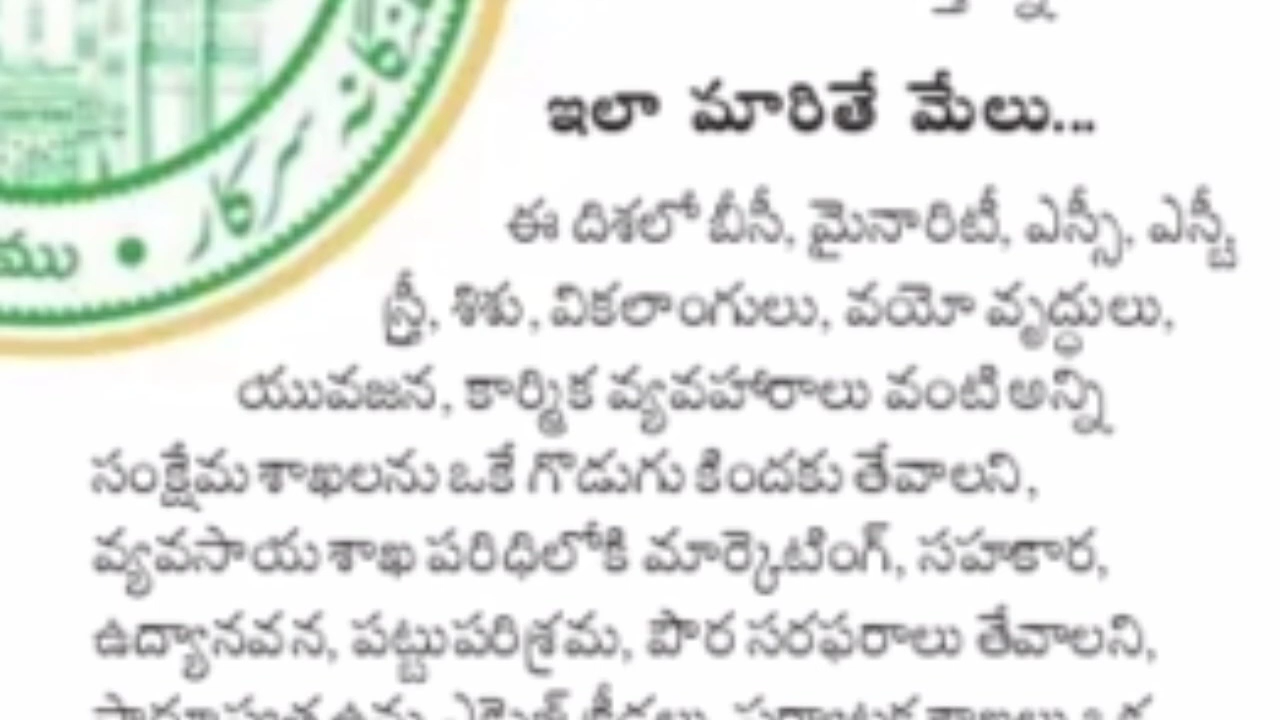 ఇలా మారితే మేలు...
ఈ దిశలో బీసీ, మైనారిటీ, ఎస్సీ, ఎస్టీ
స్త్రీ, శిశు, వికలాంగులు, వయో వృద్ధులు,
యువజన, కార్మిక వ్యవహారాలు వంటి అన్ని
సంక్షేమ శాఖలను ఒకే గొడుగు కిందకు తేవాలని,
వ్యవసాయ శాఖ పరిధిలోకి మార్కెటింగ్, సహకార,
ఉద్యానవన, పట్టుపరిశ్రమ, పౌర సరఫరాలు తేవాలని,
سرکار